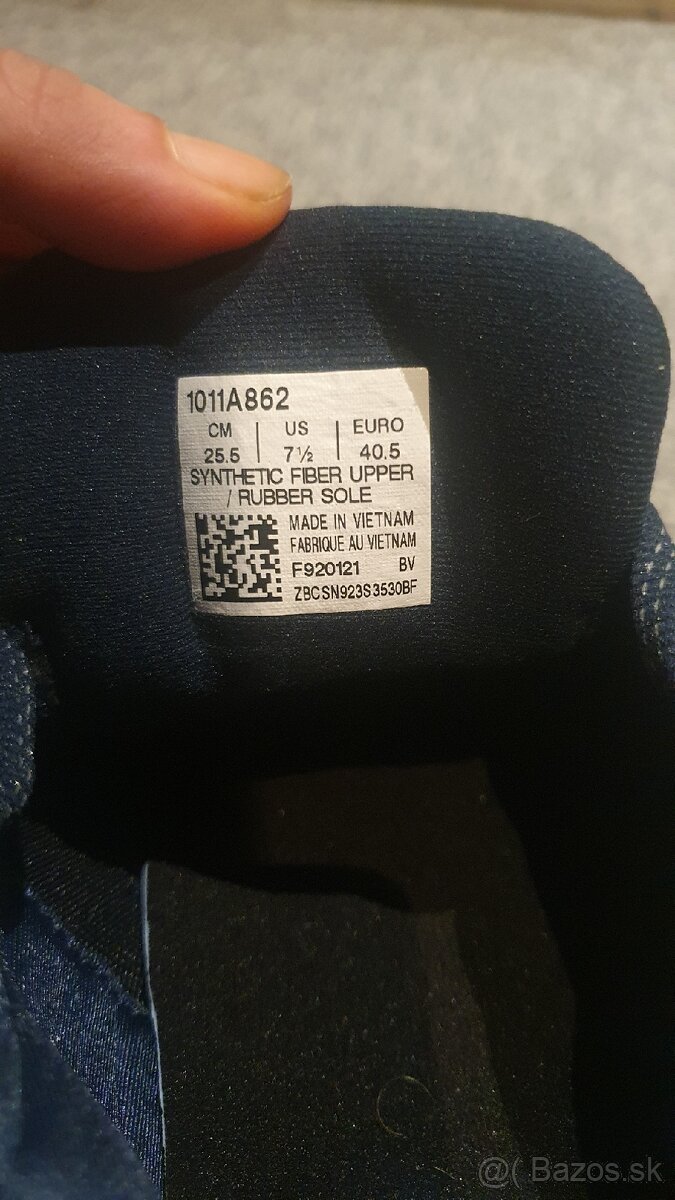 1011A862
CM | US | EURO
25.5 | 7½ | 40.5
SYNTHETIC FIBER UPPER
/ RUBBER SOLE
MADE IN VIETNAM
FABRIQUE AU VIETNAM
F920121 BV
ZBCSN923S3530BF
@( Bazos.sk